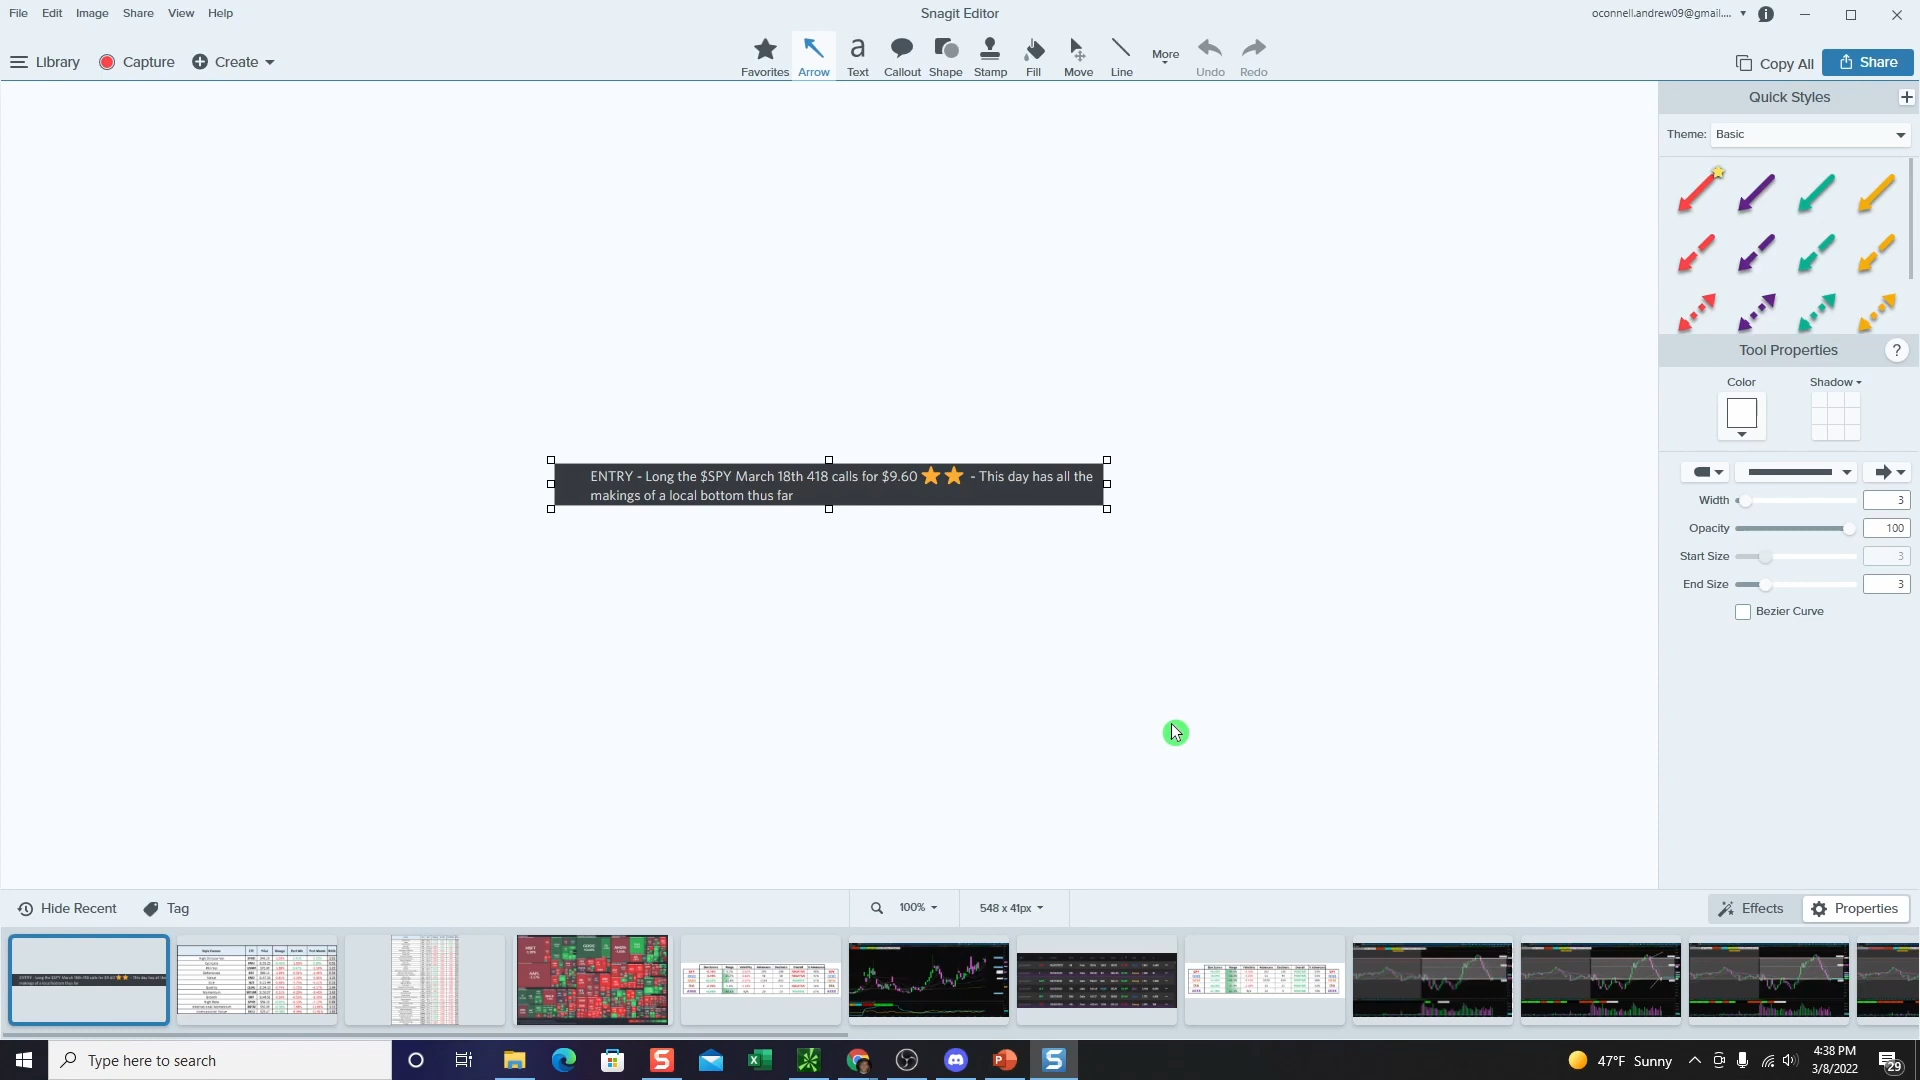 File Edit Image Share View Help
Snagit Editor
oconnell.andrew09@gmail....
Library Capture Create
Favorites Arrow Text Callout Shape Stamp Fill Move Line More Undo Redo
Copy All Share
Quick Styles
Theme: Basic
Tool Properties ?
Color Shadow
Width 3
Opacity 100
Start Size 3
End Size 3
Bezier Curve
ENTRY - Long the $SPY March 18th 418 calls for $9.60 - This day has all the
makings of a local bottom thus far
Hide Recent Tag
100% 548 x 41px
Effects Properties
Type here to search
47°F Sunny
4:38 PM
3/8/2022
29